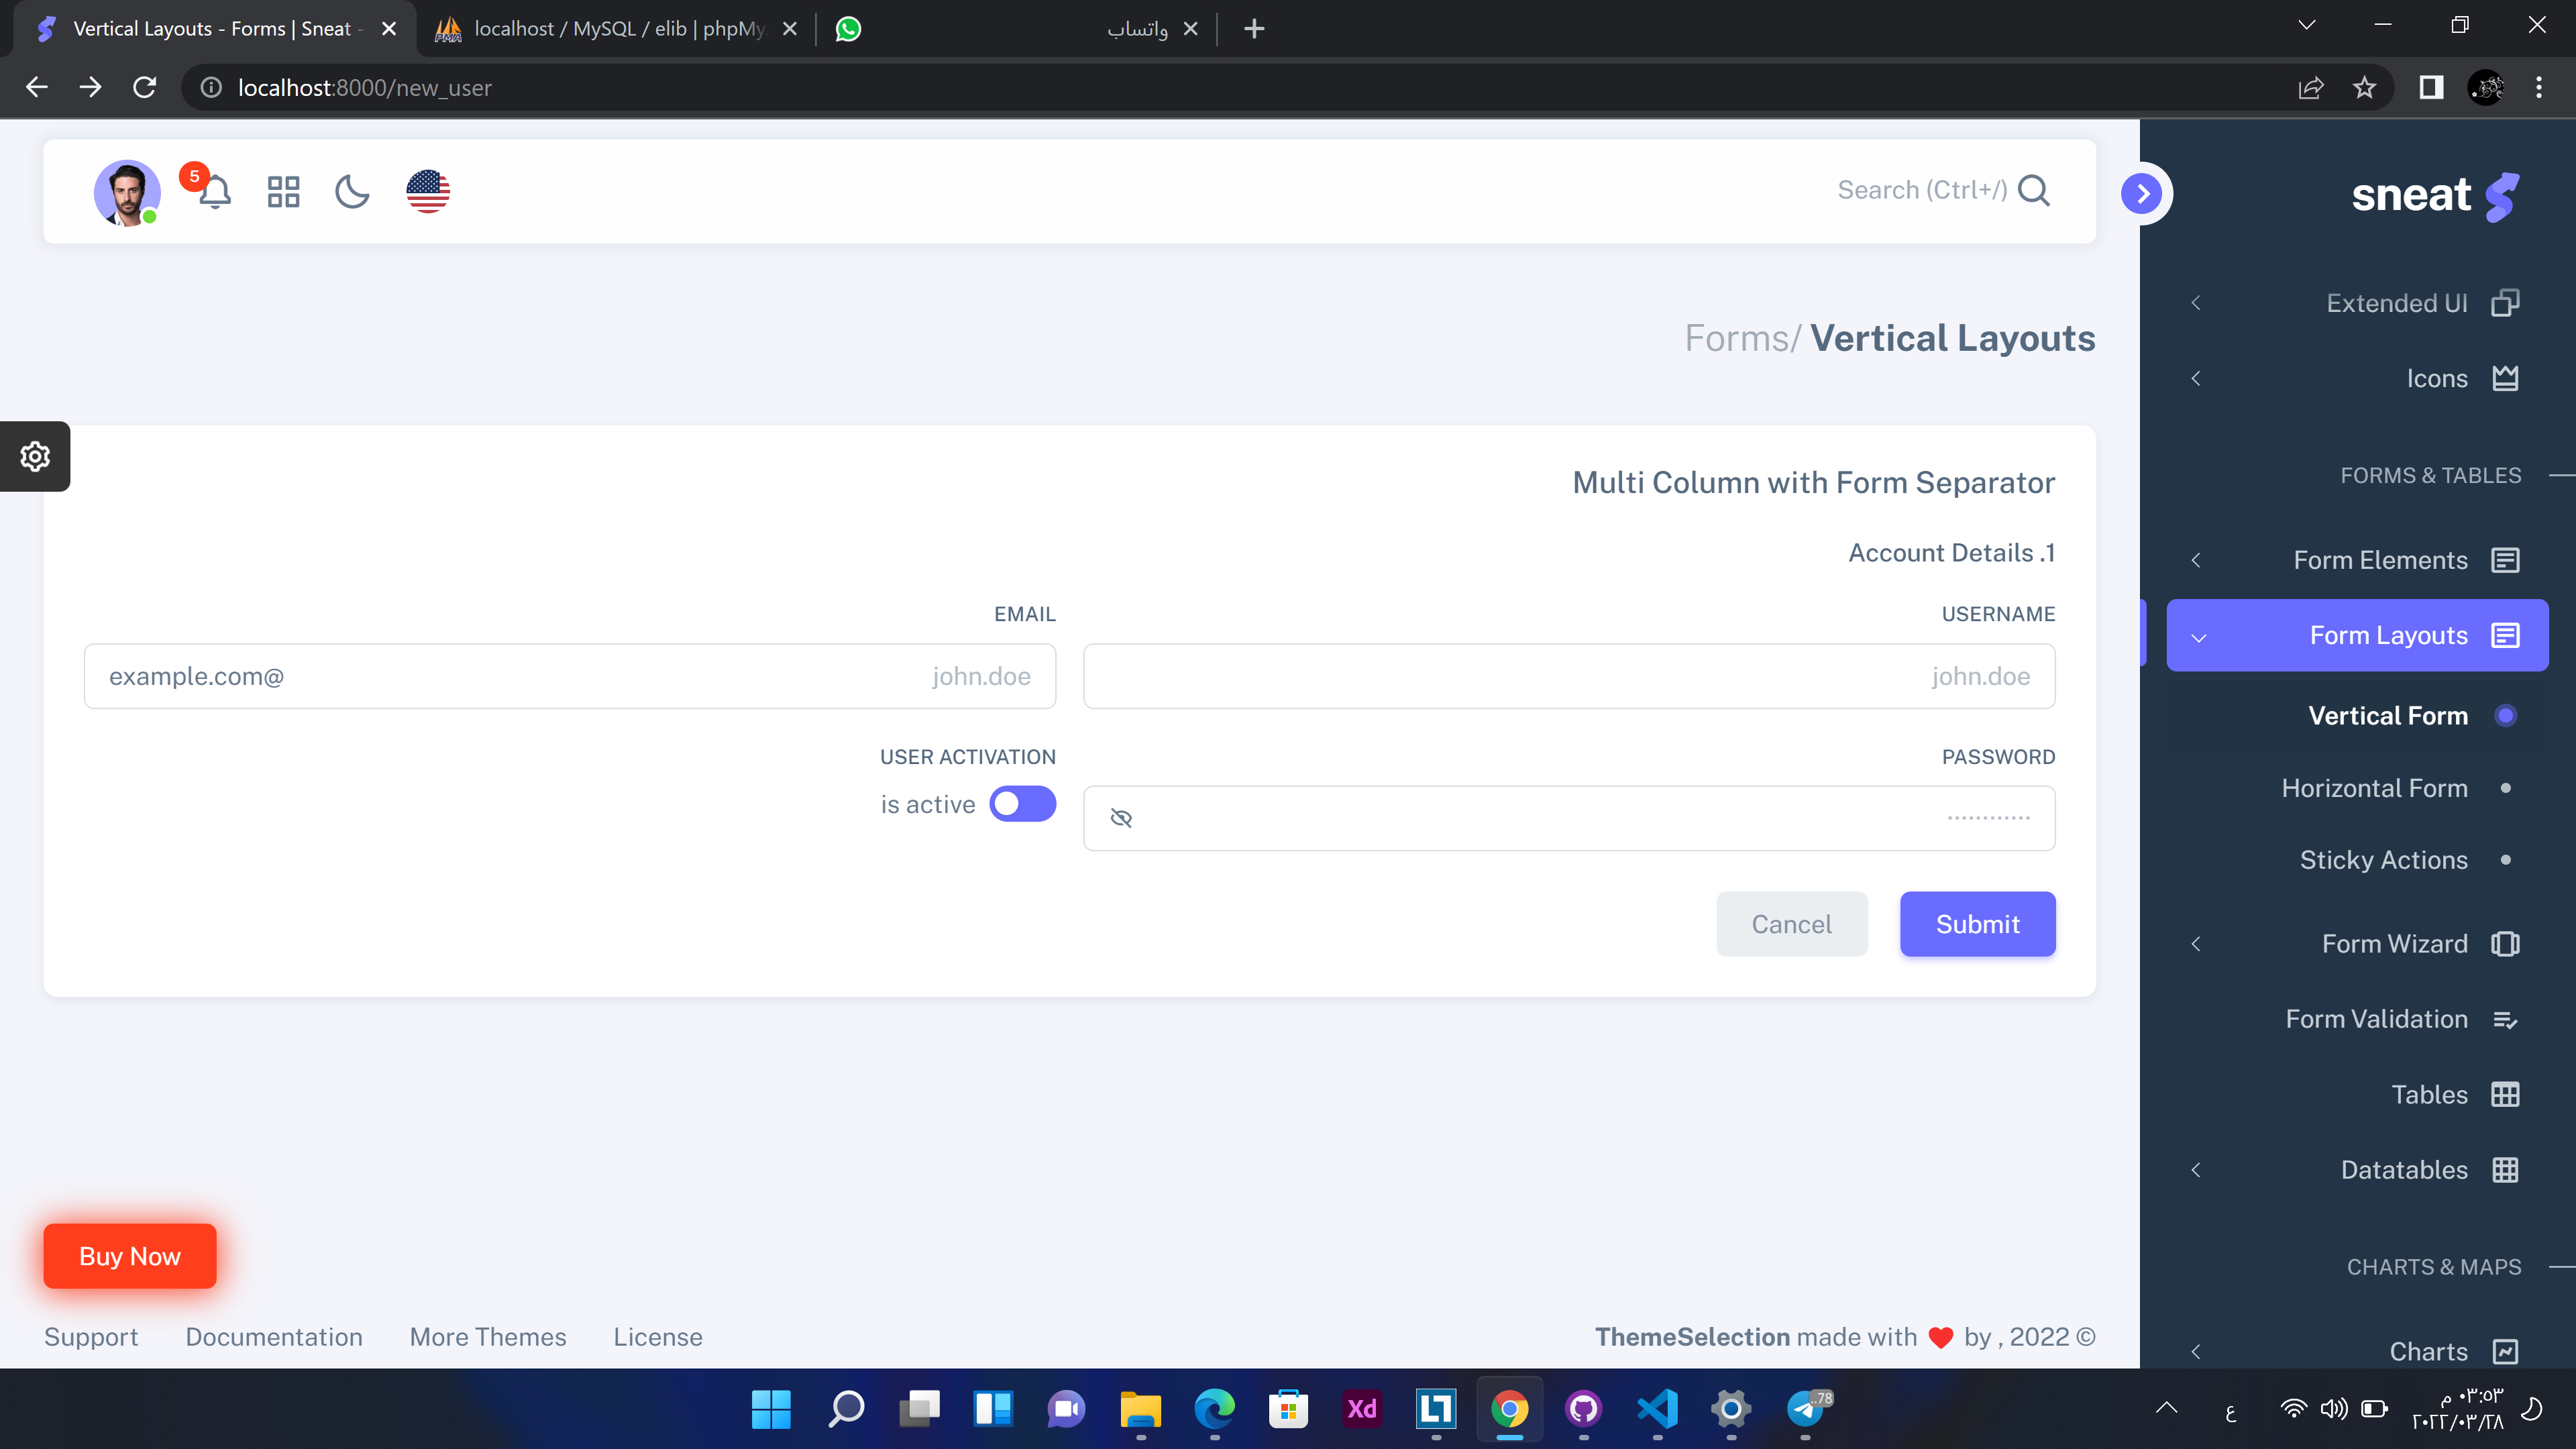 Vertical Layouts - Forms | Sneat -
localhost / MySQL / elib | phpMy
واتساب
localhost:8000/new_user
5
Search (Ctrl+/)
sneat
Extended UI
Icons
FORMS & TABLES
Form Elements
Form Layouts
Vertical Form
Horizontal Form
Sticky Actions
Form Wizard
Form Validation
Tables
Datatables
CHARTS & MAPS
Charts
Forms/ Vertical Layouts
Multi Column with Form Separator
Account Details .1
USERNAME
john.doe
EMAIL
john.doe
example.com@
PASSWORD
············
USER ACTIVATION
is active
Submit
Cancel
Buy Now
Support
Documentation
More Themes
License
ThemeSelection made with ❤ by , 2022 ©
Xd
..78
ع
٠٣:٥٣ م
٢٠٢٢/٠٣/٢٨